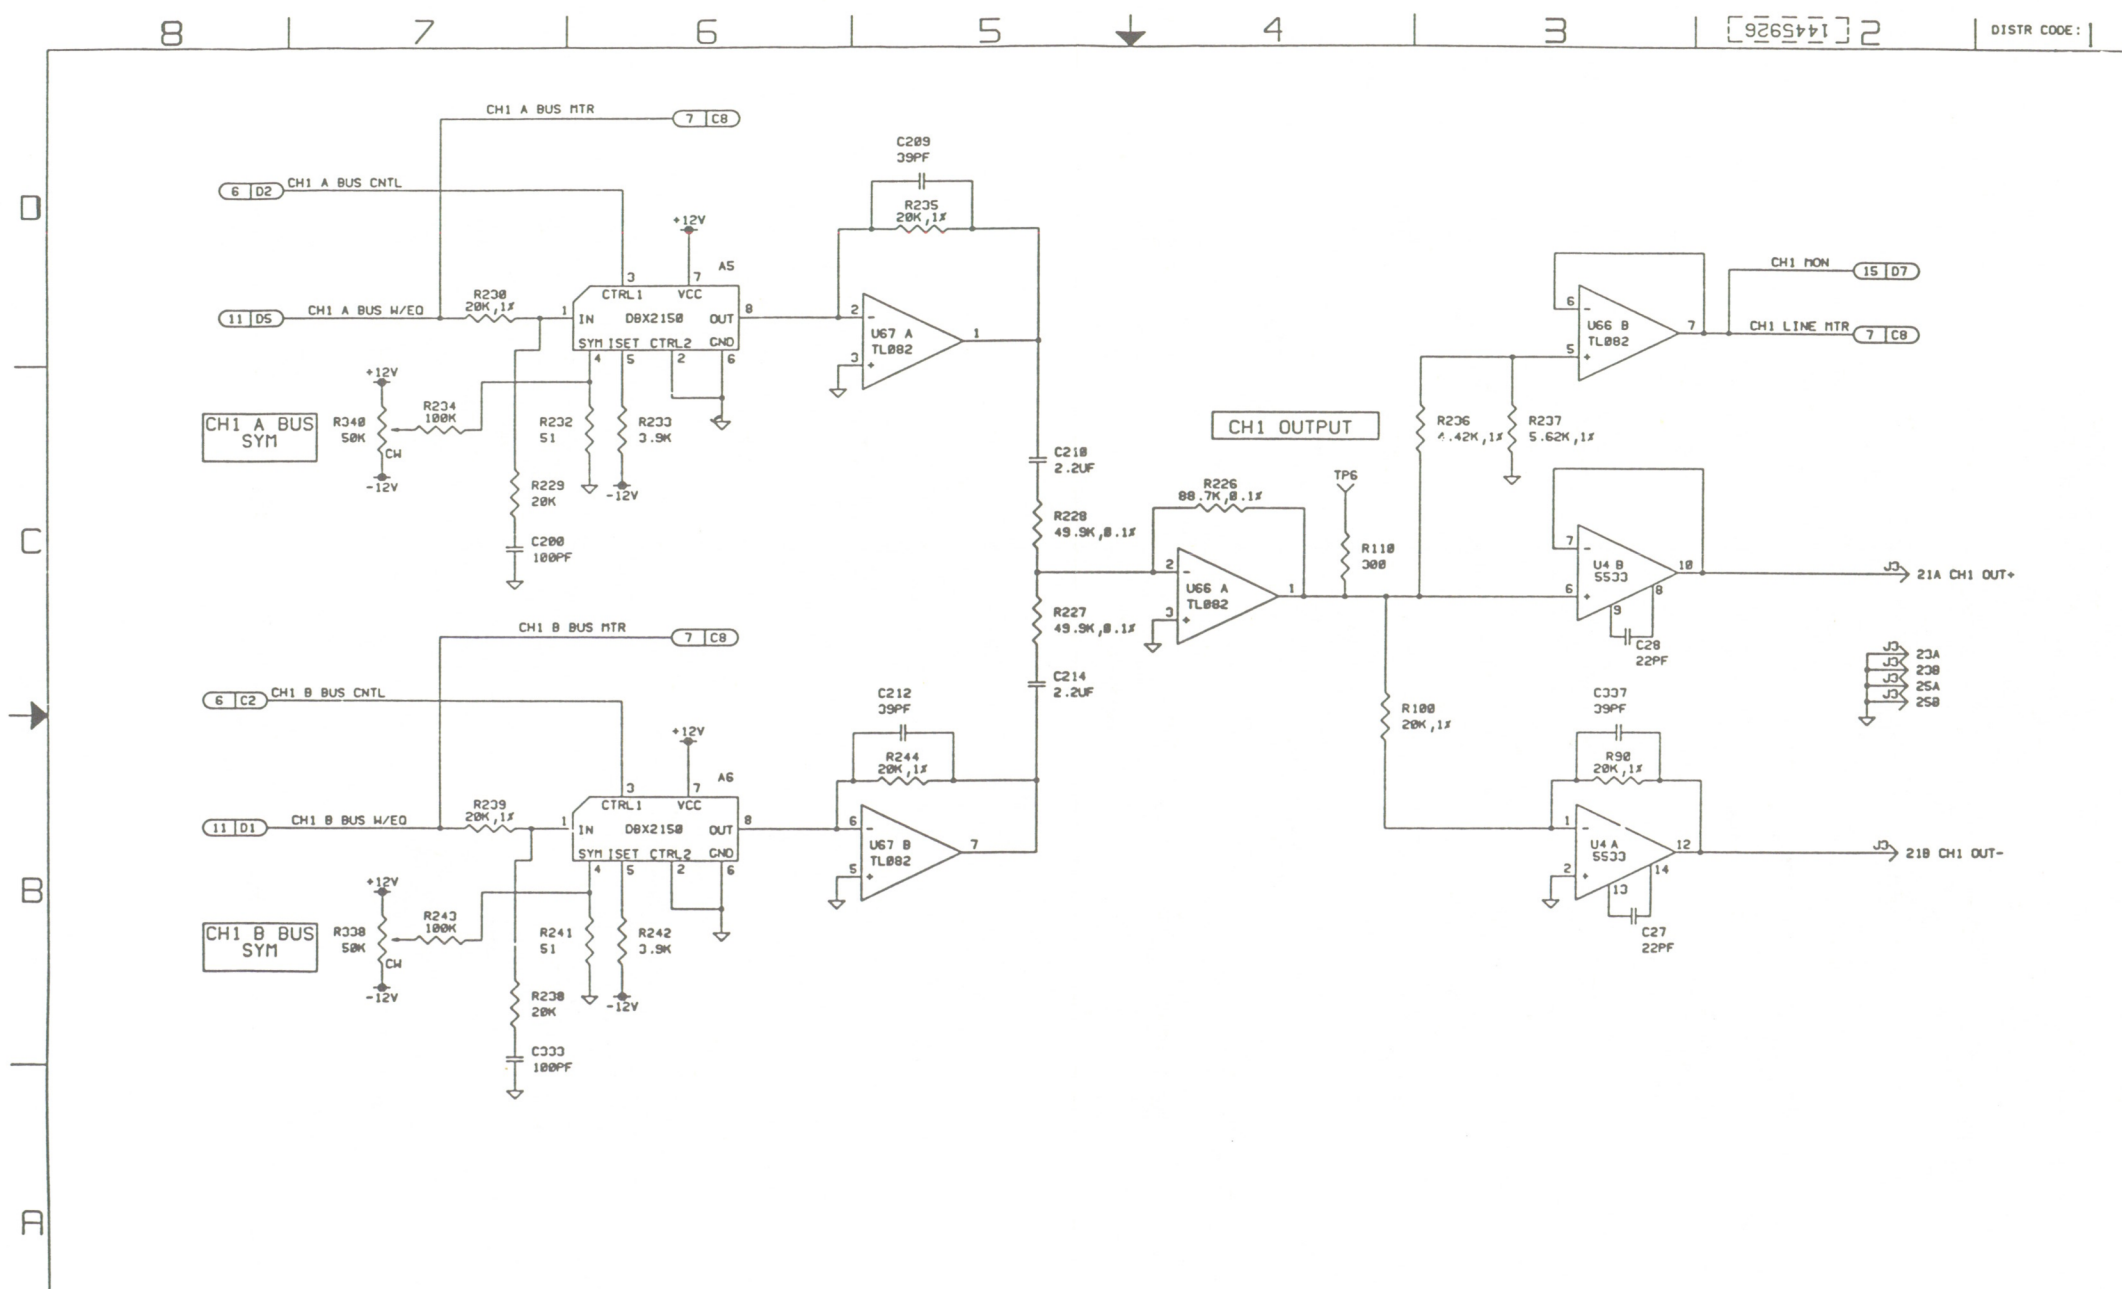 8 7 6 5 4 3 1445926 2 DISTR CODE: 1
D
C
B
A
CH1 A BUS MTR
7 C8
6 D2 CH1 A BUS CNTL
+12V
A5
11 D5 CH1 A BUS W/EQ
R230
20K,1%
3 7
CTRL1 VCC
1 IN DBX2150 OUT 8
SYM ISET CTRL2 GND
4 5 2 6
+12V
CH1 A BUS
SYM
R340
50K
CW
-12V
R234
100K
R232
51
R233
3.9K
-12V
R229
20K
C200
100PF
C209
39PF
R235
20K,1%
2 -
U67 A
TL082
3 +
1
C210
2.2UF
R228
49.9K,0.1%
R227
49.9K,0.1%
C214
2.2UF
CH1 B BUS MTR
7 C8
6 C2 CH1 B BUS CNTL
+12V
A6
11 D1 CH1 B BUS W/EQ
R239
20K,1%
3 7
CTRL1 VCC
1 IN DBX2150 OUT 8
SYM ISET CTRL2 GND
4 5 2 6
+12V
CH1 B BUS
SYM
R338
50K
CW
-12V
R243
100K
R241
51
R242
3.9K
-12V
R238
20K
C333
100PF
C212
39PF
R244
20K,1%
6 -
U67 B
TL082
5 +
7
CH1 OUTPUT
R226
88.7K,0.1%
2 -
U66 A
TL082
3 +
1
TP6
R110
300
R236
4.42K,1%
R237
5.62K,1%
6 -
U66 B
TL082
5 +
7
CH1 MON 15 D7
CH1 LINE MTR
7 C8
7 -
U4 B
5533
6 +
10
9 8
C28
22PF
J3 21A CH1 OUT+
J3 23A
J3 23B
J3 25A
J3 25B
R100
20K,1%
C337
39PF
R90
20K,1%
1 -
U4 A
5533
2 +
12
13 14
C27
22PF
J3 21B CH1 OUT-